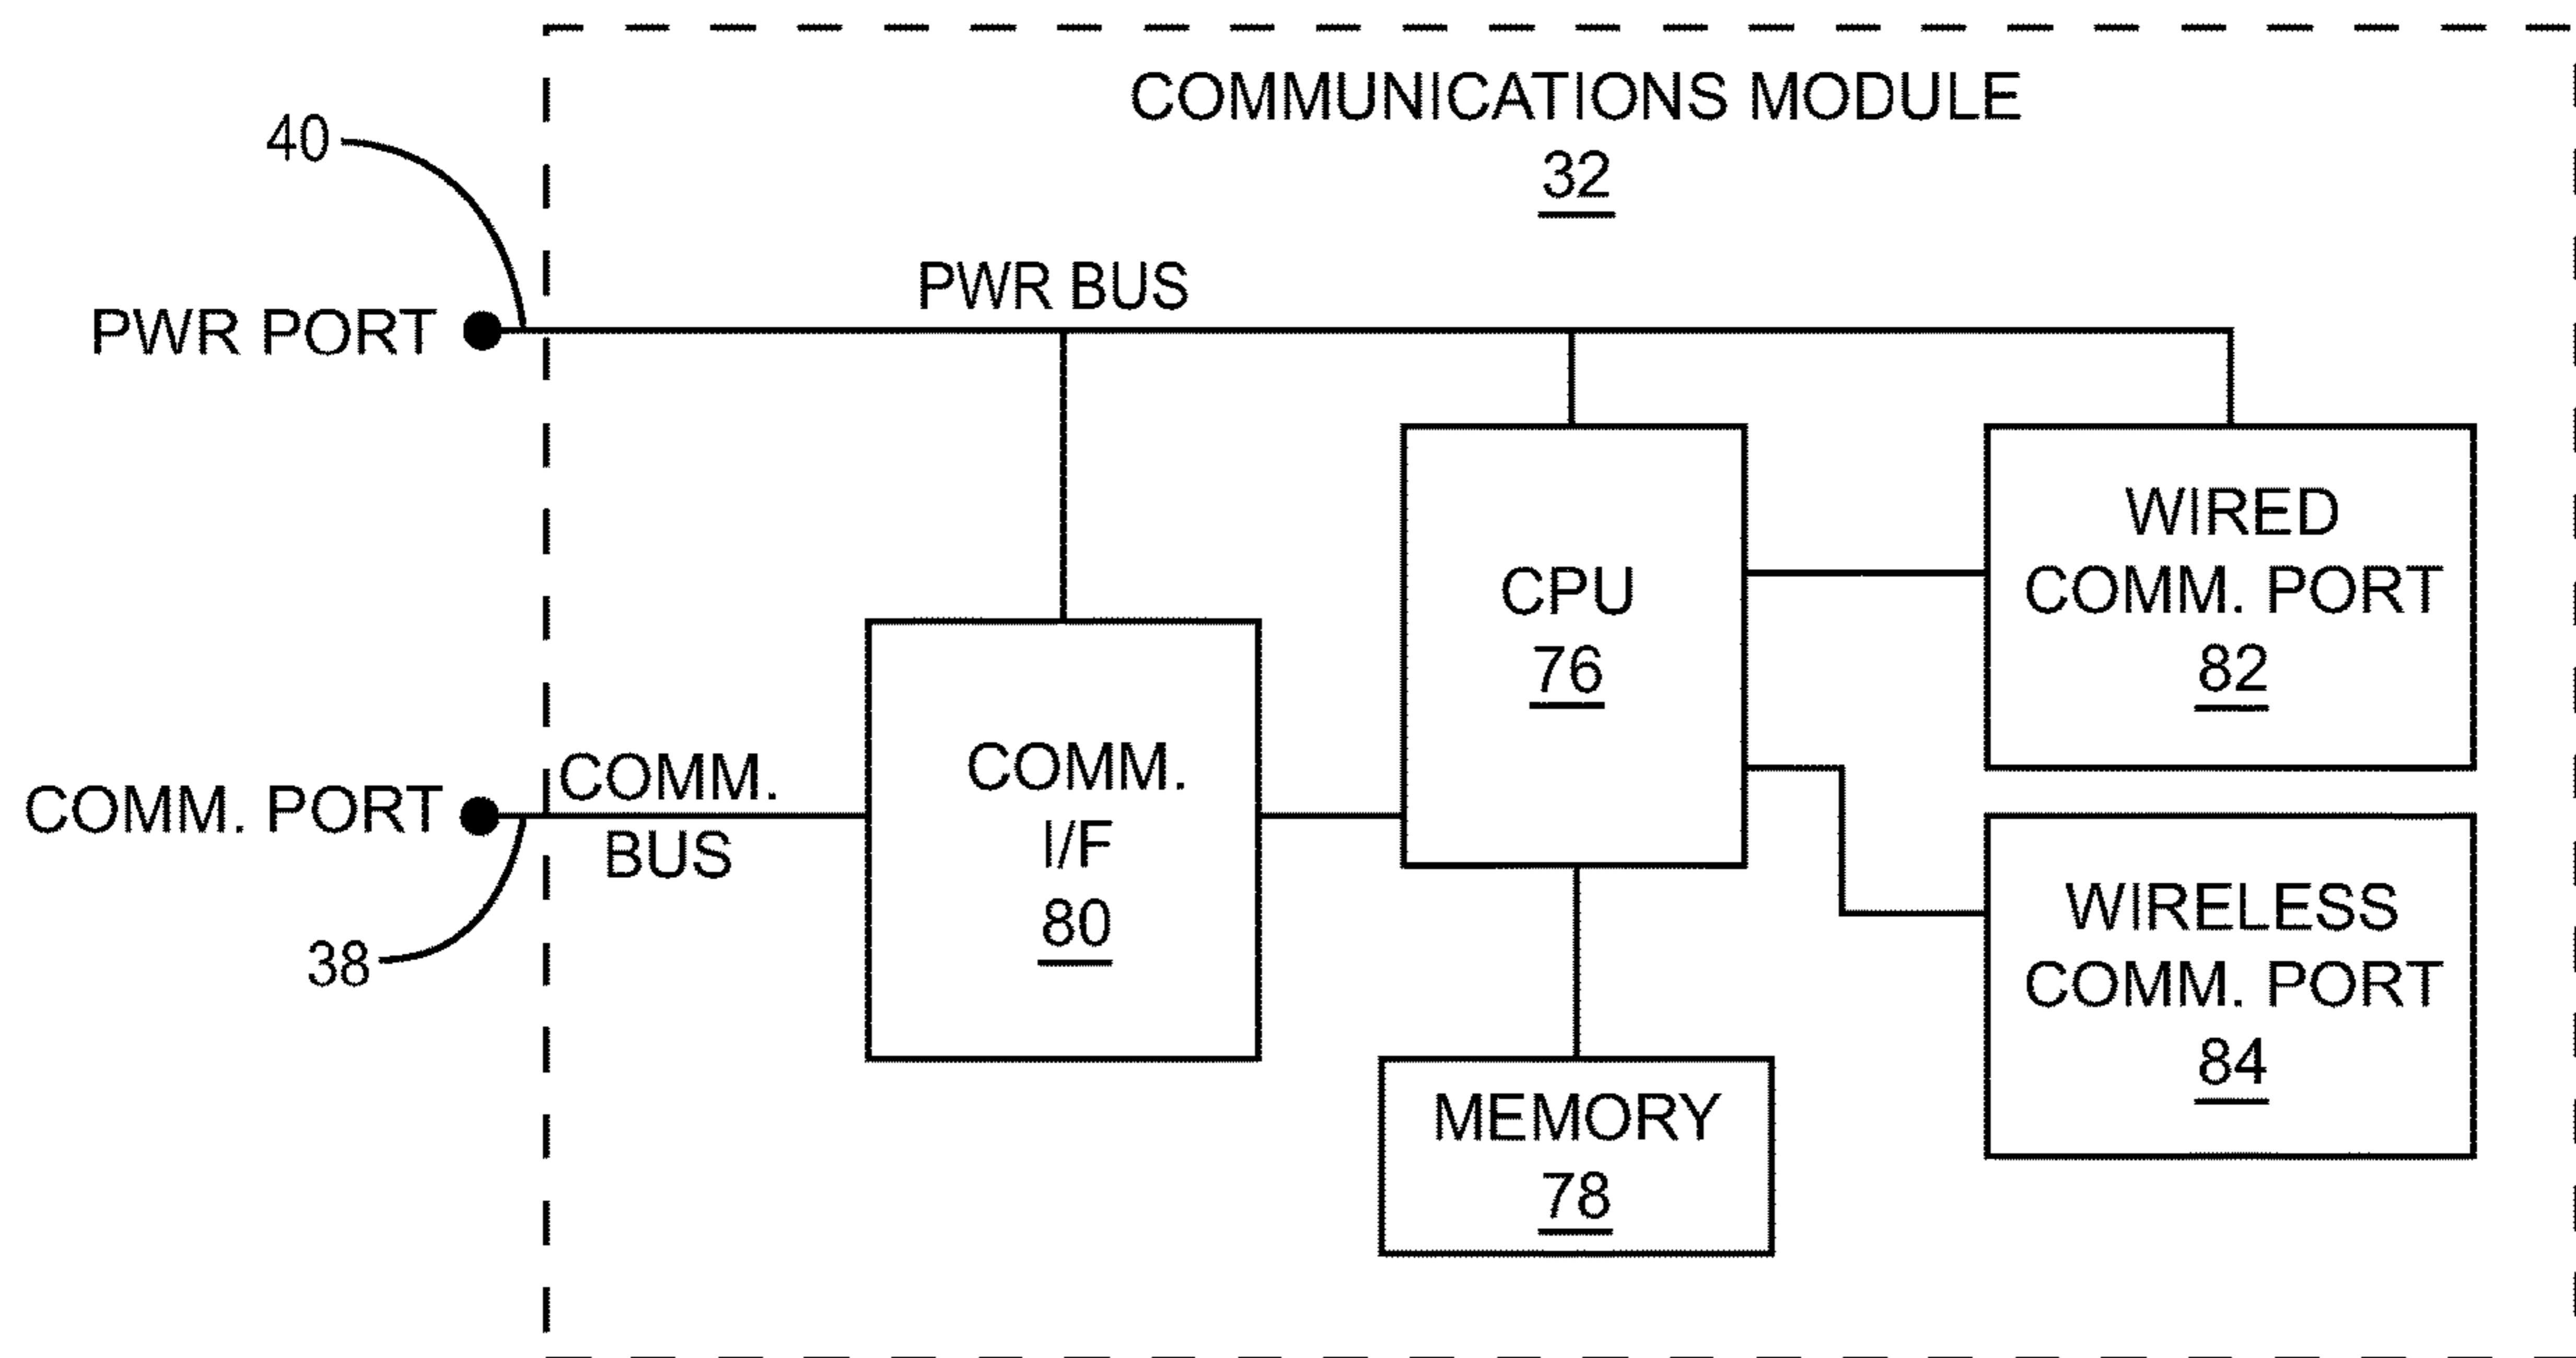 COMMUNICATIONS MODULE
32
40
PWR BUS
PWR PORT
WIRED
COMM. PORT
82
CPU
76
COMM.
BUS
COMM. PORT
38
COMM.
I/F
80
WIRELESS
COMM. PORT
84
MEMORY
78